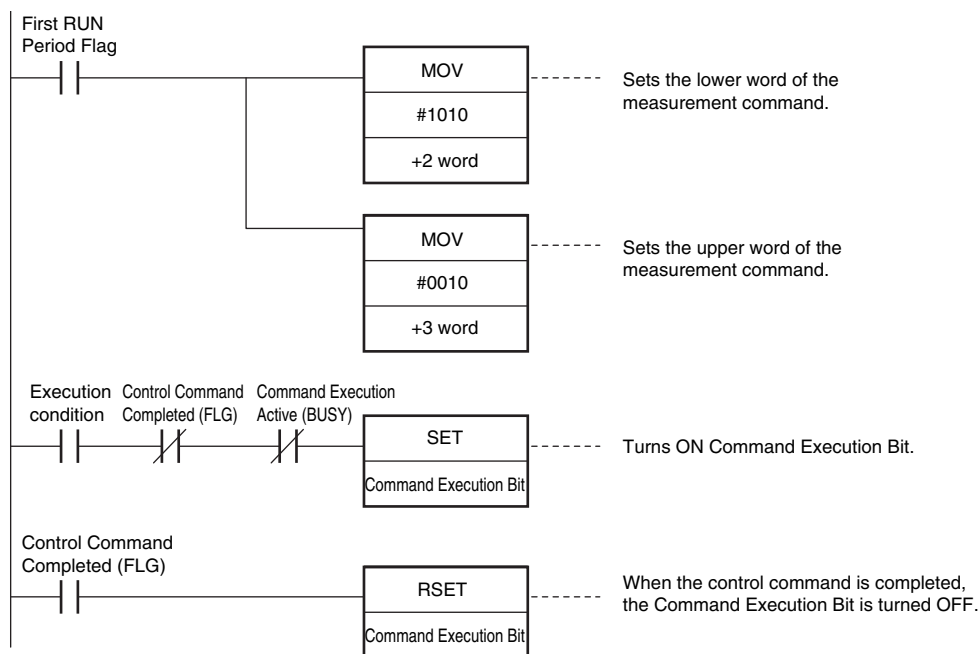 First RUN
Period Flag
MOV
#1010
+2 word
Sets the lower word of the
measurement command.
MOV
#0010
+3 word
Sets the upper word of the
measurement command.
Execution
condition
Control Command
Completed (FLG)
Command Execution
Active (BUSY)
SET
Command Execution Bit
Turns ON Command Execution Bit.
Control Command
Completed (FLG)
RSET
Command Execution Bit
When the control command is completed,
the Command Execution Bit is turned OFF.